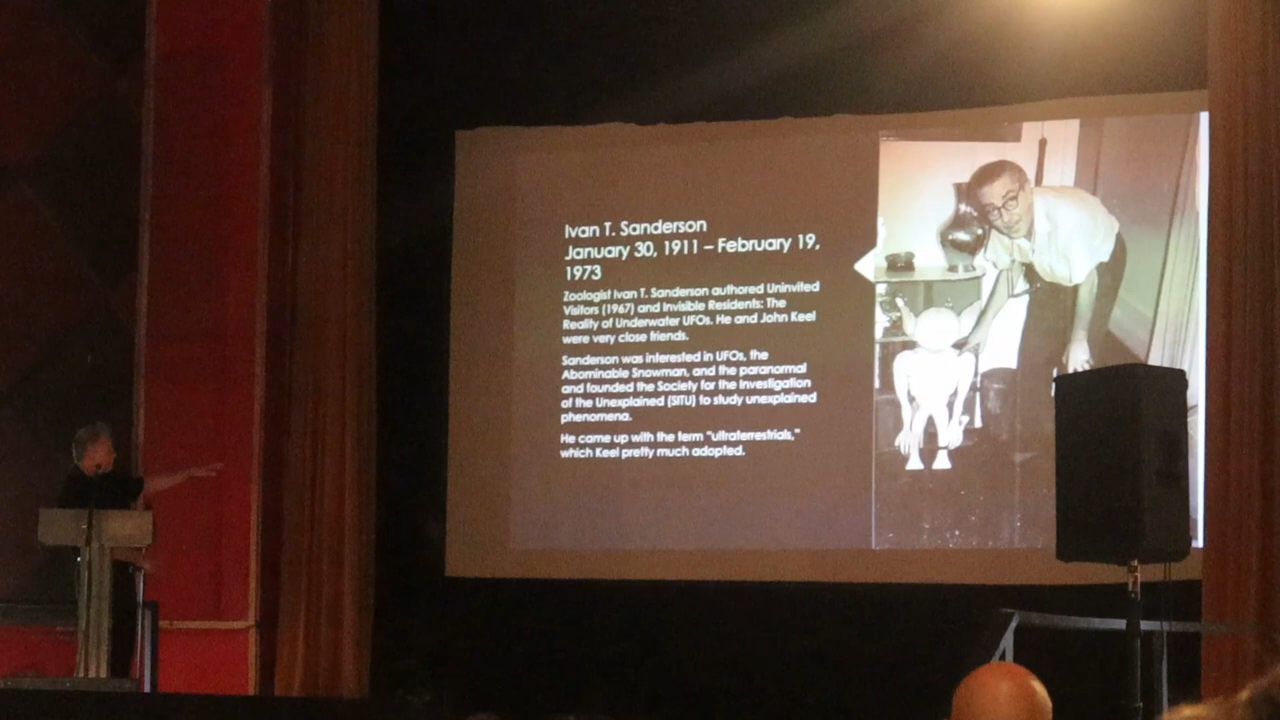 Ivan T. Sanderson
January 30, 1911 – February 19,
1973
Zoologist Ivan T. Sanderson authored Uninvited
Visitors (1967) and Invisible Residents: The
Reality of Underwater UFOs. He and John Keel
were very close friends.
Sanderson was interested in UFOs, the
Abominable Snowman, and the paranormal
and founded the Society for the Investigation
of the Unexplained (SITU) to study unexplained
phenomena.
He came up with the term "ultraterrestrials,"
which Keel pretty much adopted.